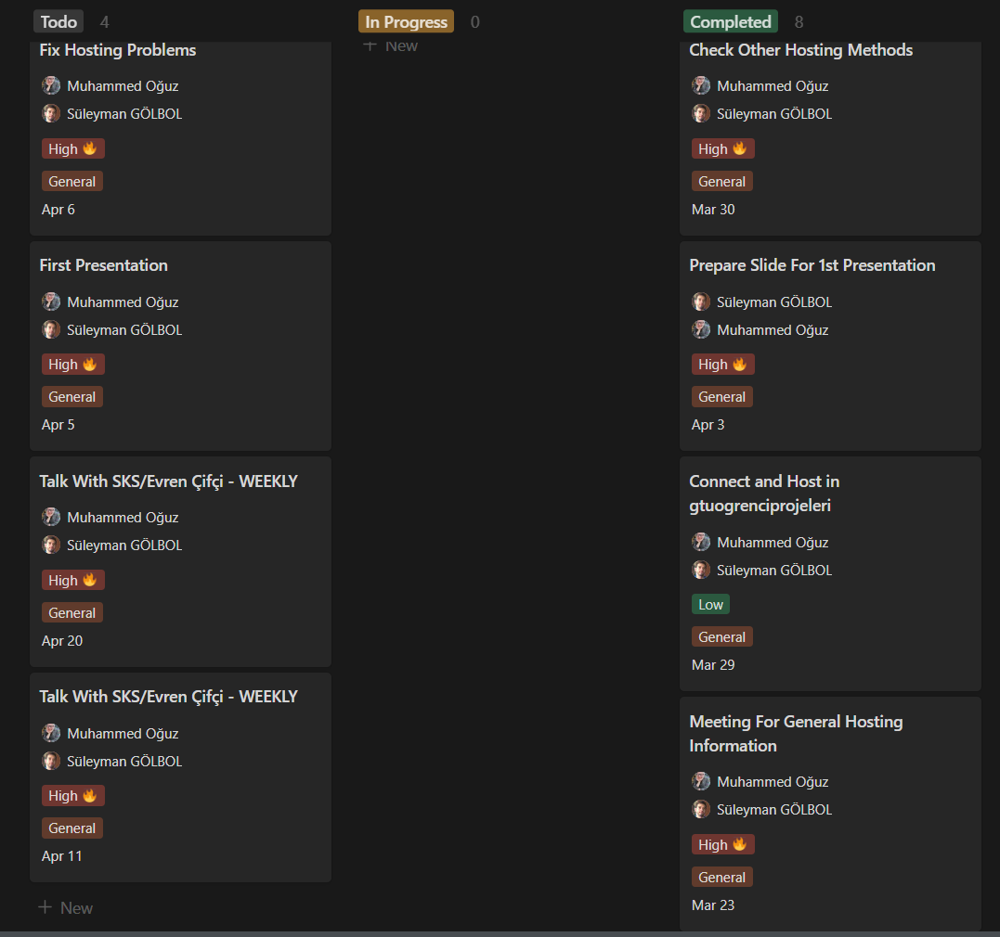 Todo 4
Fix Hosting Problems
Muhammed Oğuz
Süleyman GÖLBOL
High 🔥
General
Apr 6
First Presentation
Muhammed Oğuz
Süleyman GÖLBOL
High 🔥
General
Apr 5
Talk With SKS/Evren Çifçi - WEEKLY
Muhammed Oğuz
Süleyman GÖLBOL
High 🔥
General
Apr 20
Talk With SKS/Evren Çifçi - WEEKLY
Muhammed Oğuz
Süleyman GÖLBOL
High 🔥
General
Apr 11
+ New
In Progress 0
+ New
Completed 8
Check Other Hosting Methods
Muhammed Oğuz
Süleyman GÖLBOL
High 🔥
General
Mar 30
Prepare Slide For 1st Presentation
Süleyman GÖLBOL
Muhammed Oğuz
High 🔥
General
Apr 3
Connect and Host in
gtuogrenciprojeleri
Muhammed Oğuz
Süleyman GÖLBOL
Low
General
Mar 29
Meeting For General Hosting
Information
Muhammed Oğuz
Süleyman GÖLBOL
High 🔥
General
Mar 23